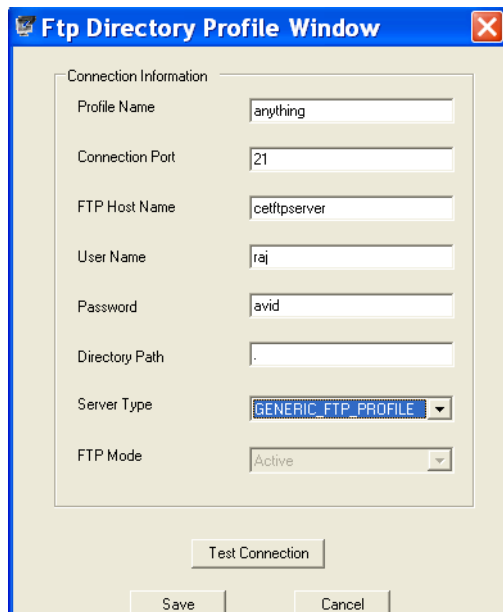 Ftp Directory Profile Window
Connection Information
Profile Name anything
Connection Port 21
FTP Host Name cetftpserver
User Name raj
Password avid
Directory Path .
Server Type GENERIC_FTP_PROFILE
FTP Mode Active
Test Connection
Save Cancel